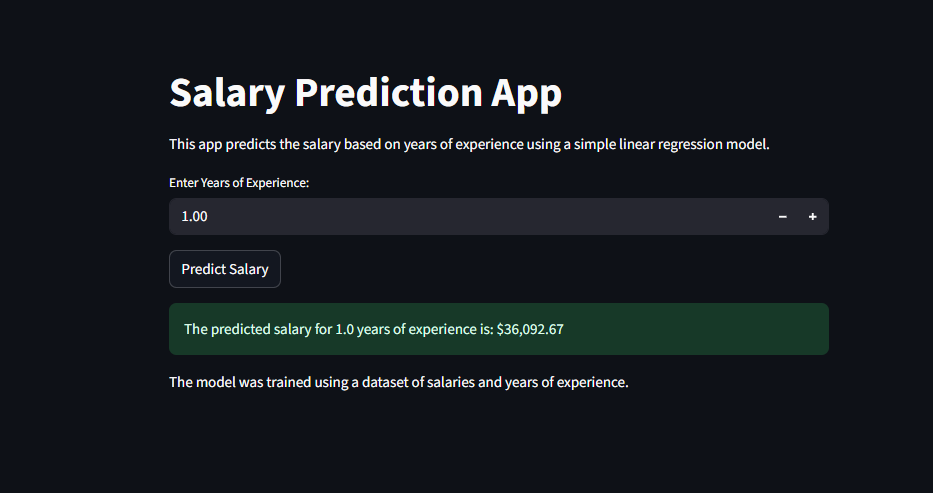 Salary Prediction App
This app predicts the salary based on years of experience using a simple linear regression model.
Enter Years of Experience:
1.00 − +
Predict Salary
The predicted salary for 1.0 years of experience is: $36,092.67
The model was trained using a dataset of salaries and years of experience.